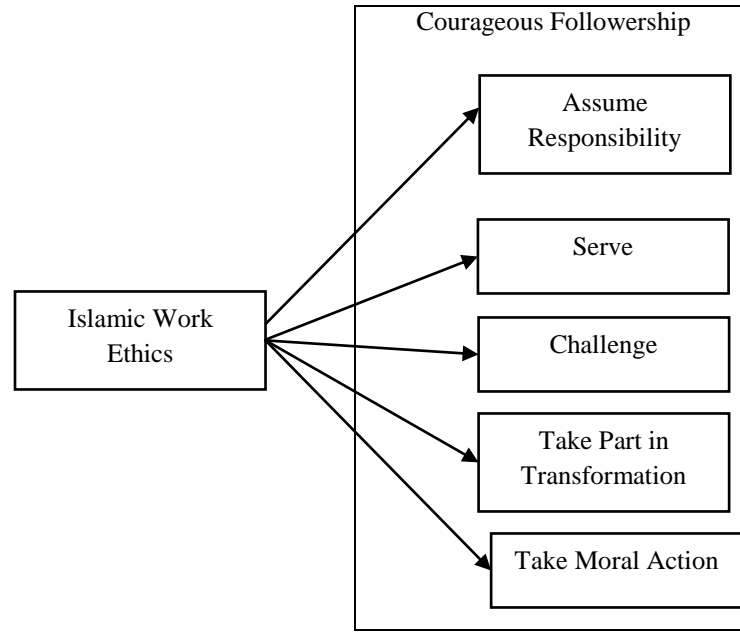 Courageous Followership
Assume
Responsibility
Serve
Islamic Work
Ethics
Challenge
Take Part in
Transformation
Take Moral Action